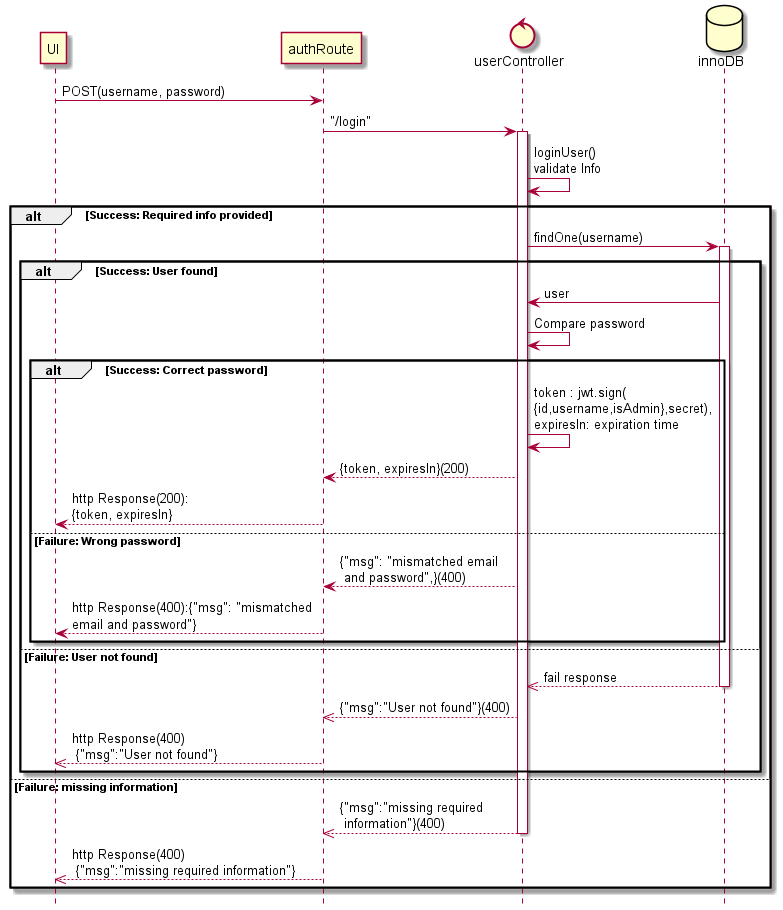 UI
authRoute
userController
innoDB
POST(username, password)
"/login"
loginUser()
validate Info
alt
[Success: Required info provided]
findOne(username)
alt
[Success: User found]
user
Compare password
alt
[Success: Correct password]
token : jwt.sign(
{id,username,isAdmin},secret),
expiresIn: expiration time
{token, expiresIn}(200)
http Response(200):
{token, expiresIn}
[Failure: Wrong password]
{"msg": "mismatched email
and password",}(400)
http Response(400):{"msg": "mismatched
email and password"}
[Failure: User not found]
fail response
{"msg":"User not found"}(400)
http Response(400)
{"msg":"User not found"}
[Failure: missing information]
{"msg":"missing required
information"}(400)
http Response(400)
{"msg":"missing required information"}